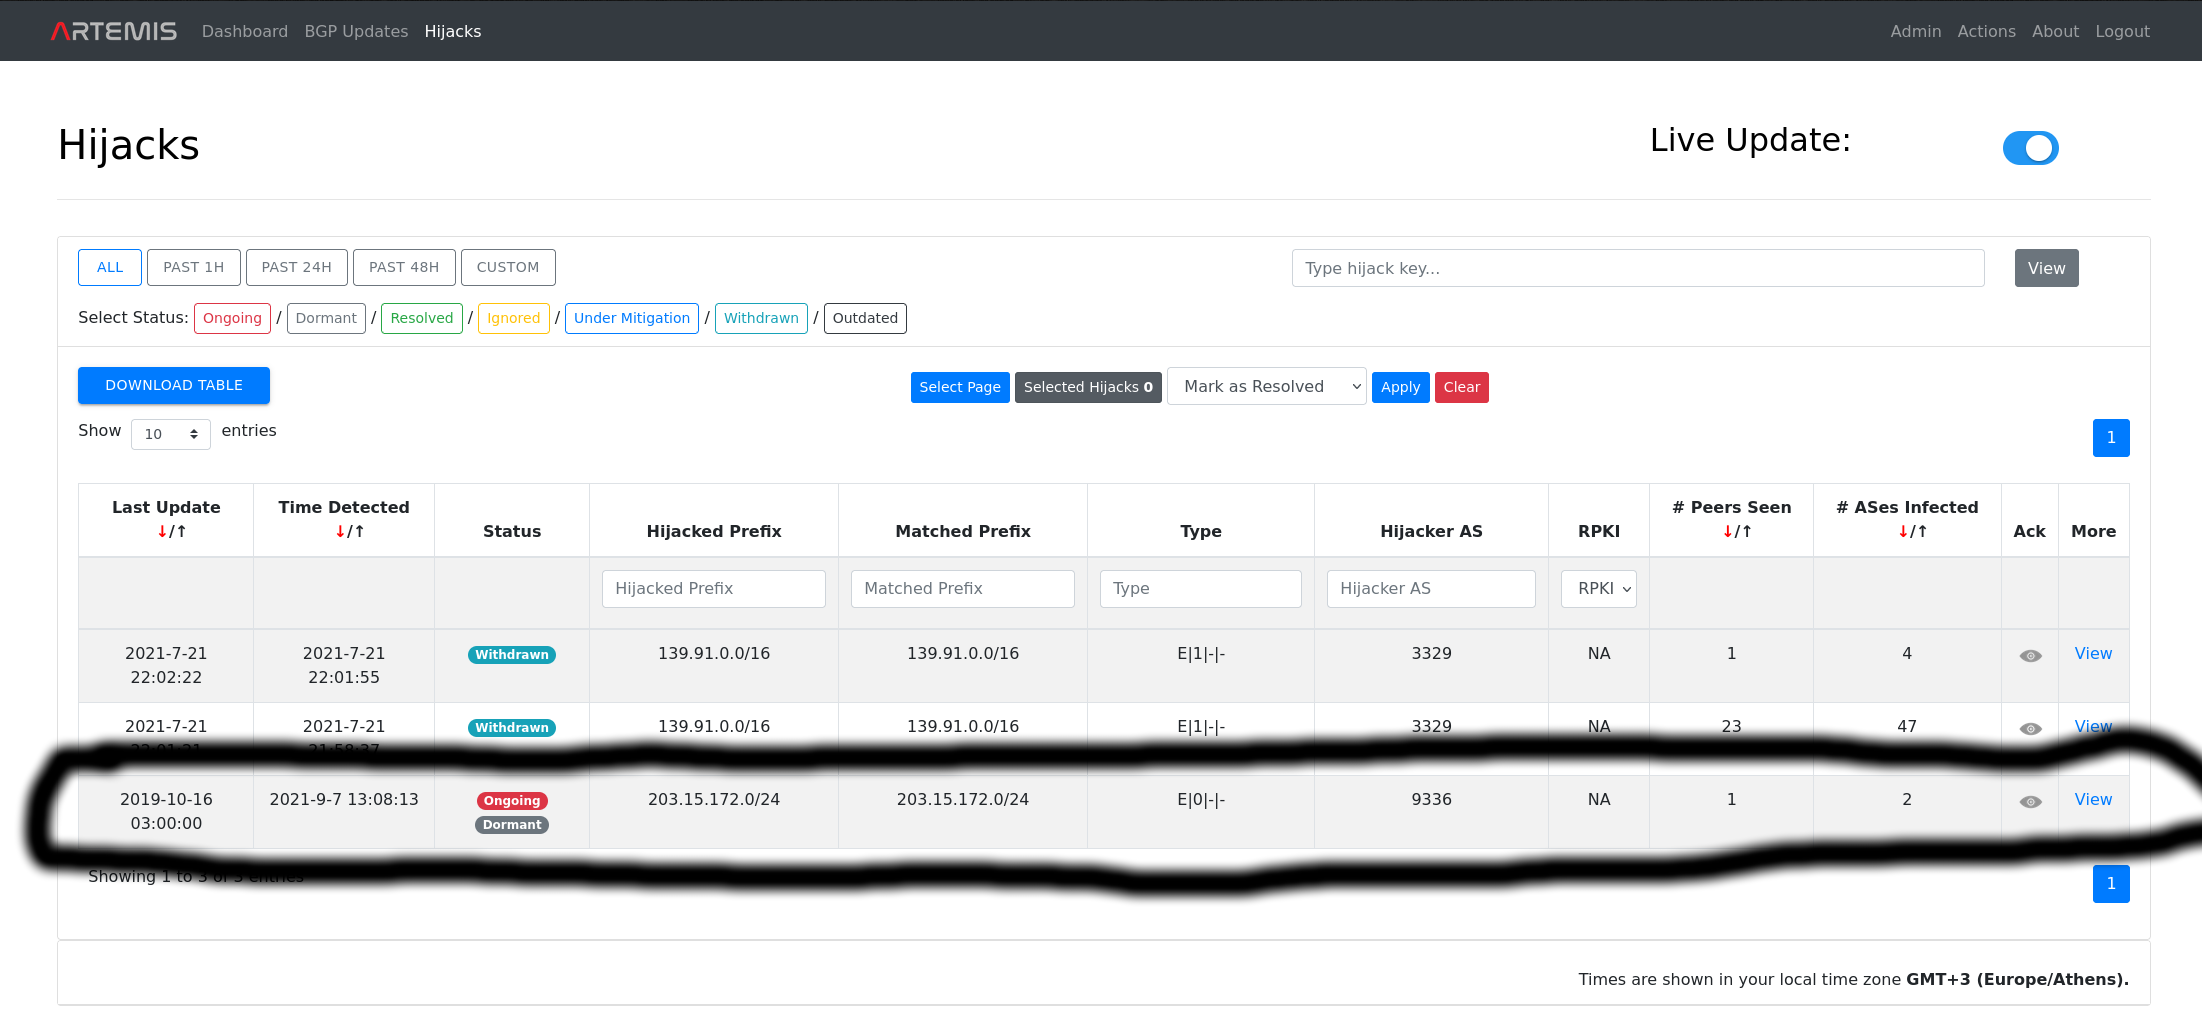 ARTEMIS Dashboard BGP Updates Hijacks Admin Actions About Logout
Hijacks
Live Update:
ALL PAST 1H PAST 24H PAST 48H CUSTOM
Type hijack key... View
Select Status: Ongoing / Dormant / Resolved / Ignored / Under Mitigation / Withdrawn / Outdated
DOWNLOAD TABLE
Select Page Selected Hijacks 0 Mark as Resolved Apply Clear
Show 10 entries
1
Last Update ↓/↑ Time Detected ↓/↑ Status Hijacked Prefix Matched Prefix Type Hijacker AS RPKI # Peers Seen ↓/↑ # ASes Infected ↓/↑ Ack More
Hijacked Prefix Matched Prefix Type Hijacker AS RPKI
2021-7-21 22:02:22 2021-7-21 22:01:55 Withdrawn 139.91.0.0/16 139.91.0.0/16 E|1|-|- 3329 NA 1 4 View
2021-7-21 2021-7-21 Withdrawn 139.91.0.0/16 139.91.0.0/16 E|1|-|- 3329 NA 23 47 View
2019-10-16 03:00:00 2021-9-7 13:08:13 Ongoing Dormant 203.15.172.0/24 203.15.172.0/24 E|0|-|- 9336 NA 1 2 View
Showing 1 to 3 of 3 entries
1
Times are shown in your local time zone GMT+3 (Europe/Athens).